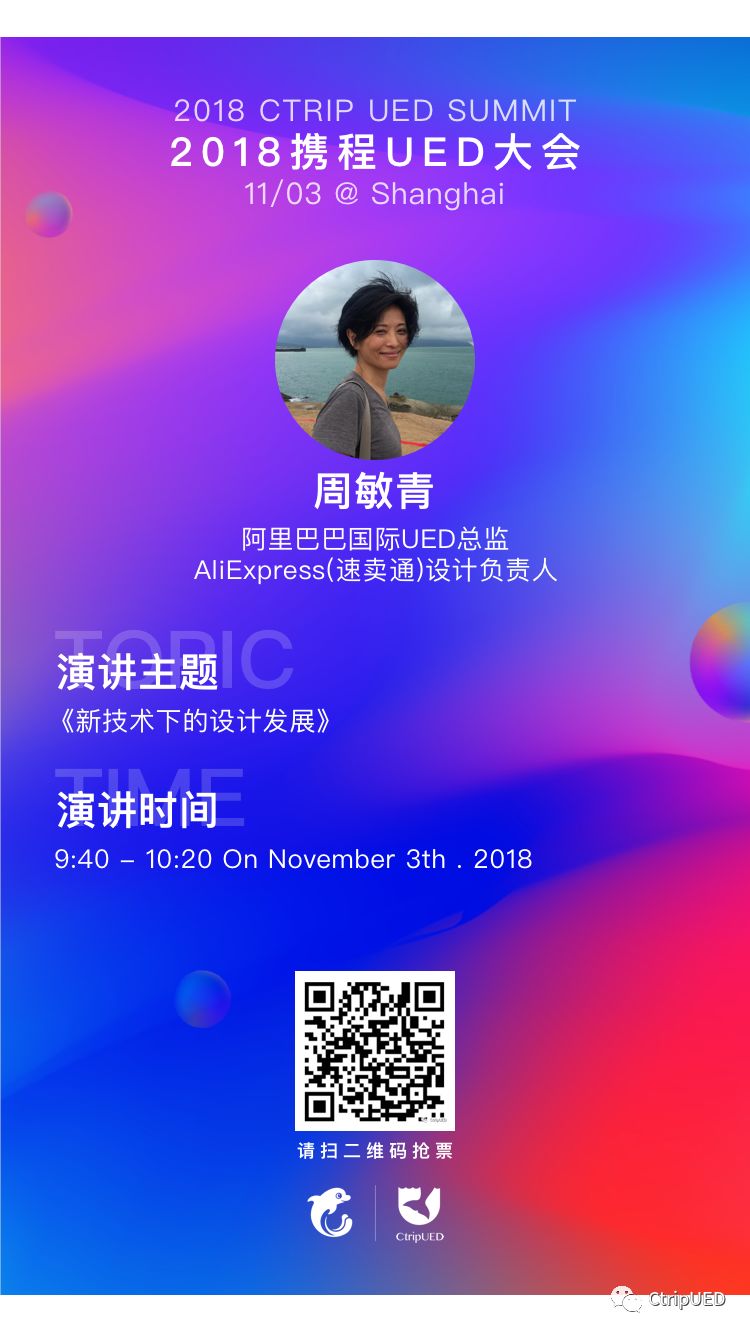 2018 CTRIP UED SUMMIT
2018携程UED大会
11/03 @ Shanghai
周敏青
阿里巴巴国际UED总监
AliExpress(速卖通)设计负责人
TOPIC
演讲主题
《新技术下的设计发展》
TIME
演讲时间
9:40 – 10:20 On November 3th . 2018
CtripUED
请扫二维码抢票
CtripUED
CtripUED